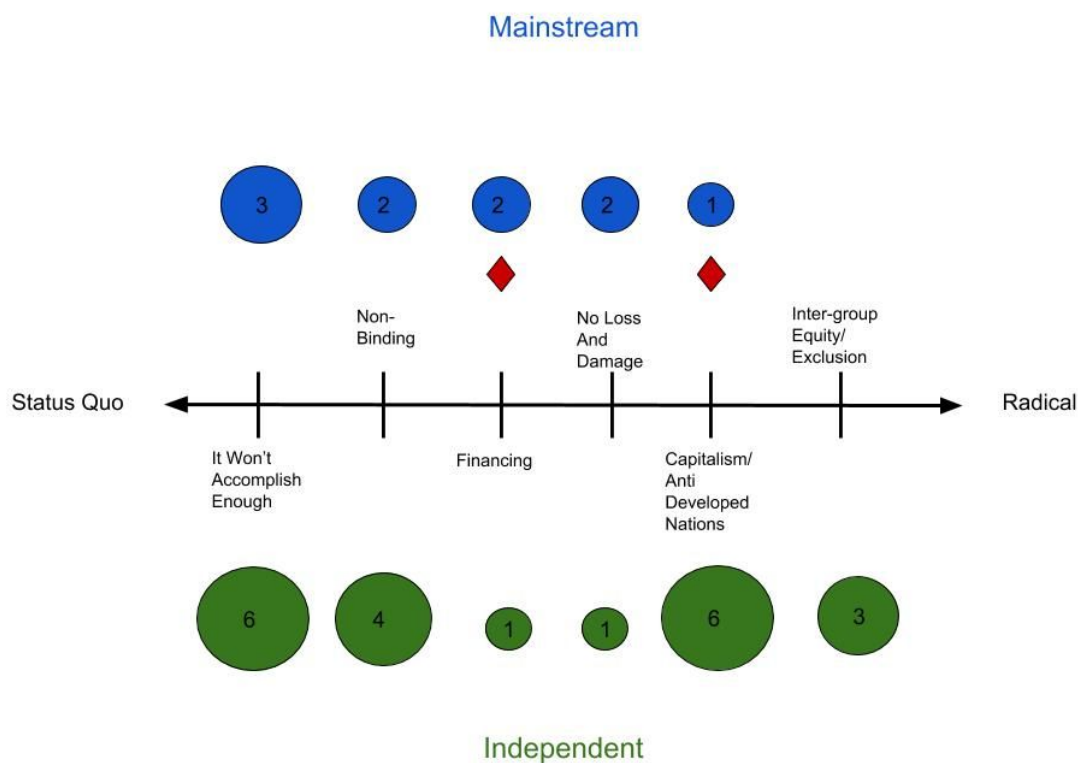 Mainstream
3
2
2
2
1
Non-
Binding
No Loss
And
Damage
Inter-group
Equity/
Exclusion
Status Quo
Radical
It Won't
Accomplish
Enough
Financing
Capitalism/
Anti
Developed
Nations
6
4
1
1
6
3
Independent